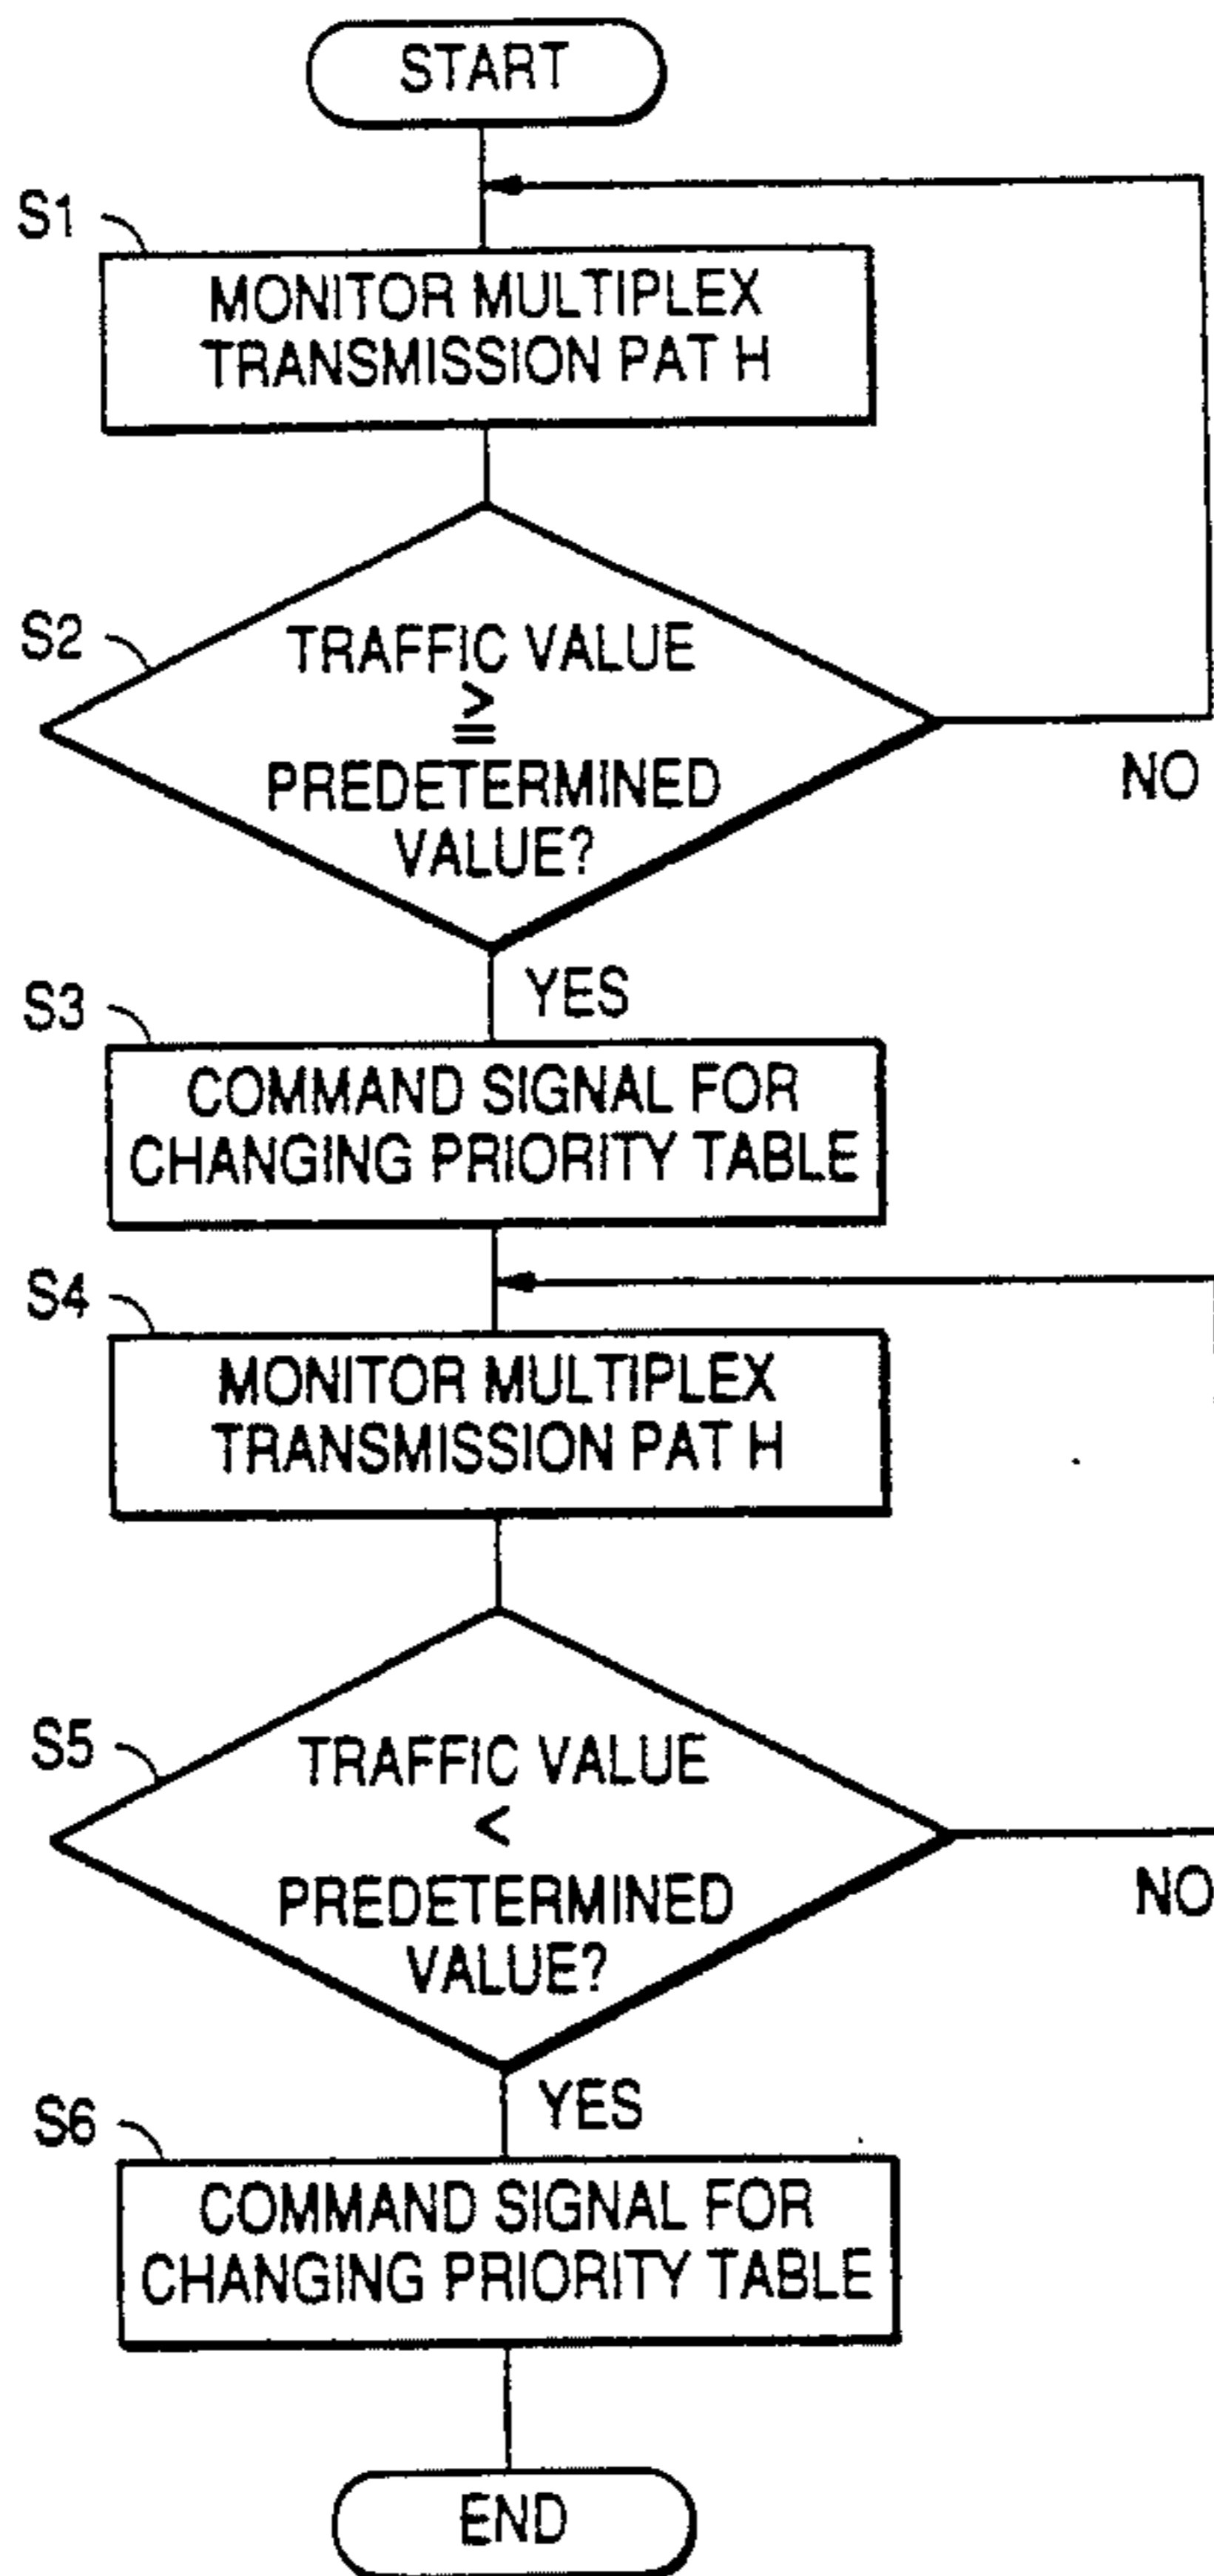 START
S1
MONITOR MULTIPLEX
TRANSMISSION PAT H
S2
TRAFFIC VALUE
≧
PREDETERMINED
VALUE?
NO
YES
S3
COMMAND SIGNAL FOR
CHANGING PRIORITY TABLE
S4
MONITOR MULTIPLEX
TRANSMISSION PAT H
S5
TRAFFIC VALUE
<
PREDETERMINED
VALUE?
NO
YES
S6
COMMAND SIGNAL FOR
CHANGING PRIORITY TABLE
END